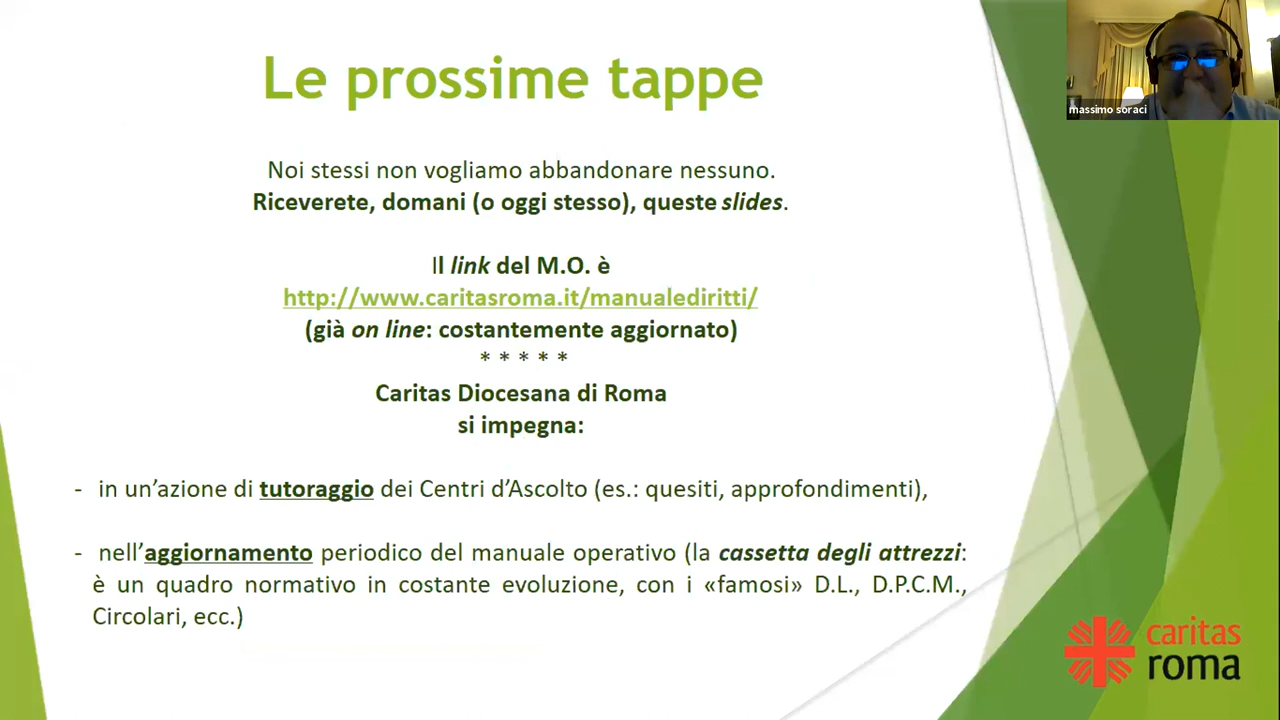 Le prossime tappe
massimo soraci
Noi stessi non vogliamo abbandonare nessuno.
Riceverete, domani (o oggi stesso), queste slides.
Il link del M.O. è
http://www.caritasroma.it/manualediritti/
(già on line: costantemente aggiornato)
* * * * *
Caritas Diocesana di Roma
si impegna:
- in un’azione di tutoraggio dei Centri d’Ascolto (es.: quesiti, approfondimenti),
- nell’aggiornamento periodico del manuale operativo (la cassetta degli attrezzi:
è un quadro normativo in costante evoluzione, con i «famosi» D.L., D.P.C.M.,
Circolari, ecc.)
caritas
roma